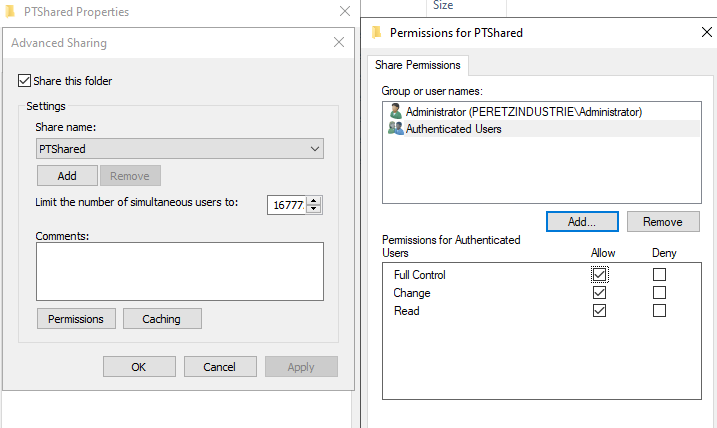 PTShared Properties
Advanced Sharing
Share this folder
Settings
Share name:
PTShared
Add
Remove
Limit the number of simultaneous users to:
16777
Comments:
Permissions
Caching
OK
Cancel
Apply
Size
Permissions for PTShared
Share Permissions
Group or user names:
Administrator (PERETZINDUSTRIE\Administrator)
Authenticated Users
Add...
Remove
Permissions for Authenticated
Users
Allow
Deny
Full Control
Change
Read